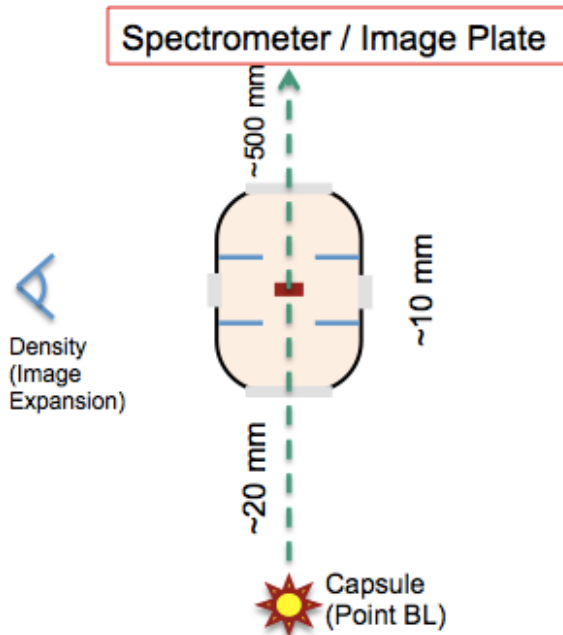 Spectrometer / Image Plate
~500 mm
~10 mm
Density
(Image
Expansion)
~20 mm
Capsule
(Point BL)